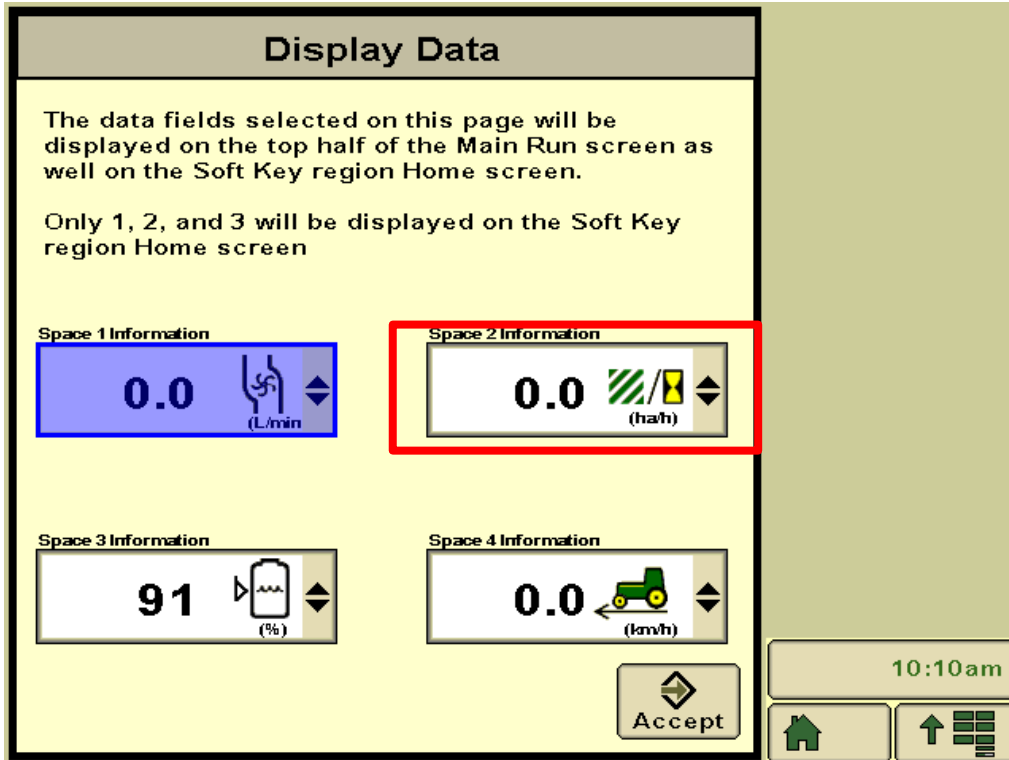 Display Data
The data fields selected on this page will be
displayed on the top half of the Main Run screen as
well on the Soft Key region Home screen.
Only 1, 2, and 3 will be displayed on the Soft Key
region Home screen
Space 1 Information
0.0
(L/min
Space 2 Information
0.0
(ha/h)
Space 3 Information
91
(%)
Space 4 Information
0.0
(km/h)
Accept
10:10am